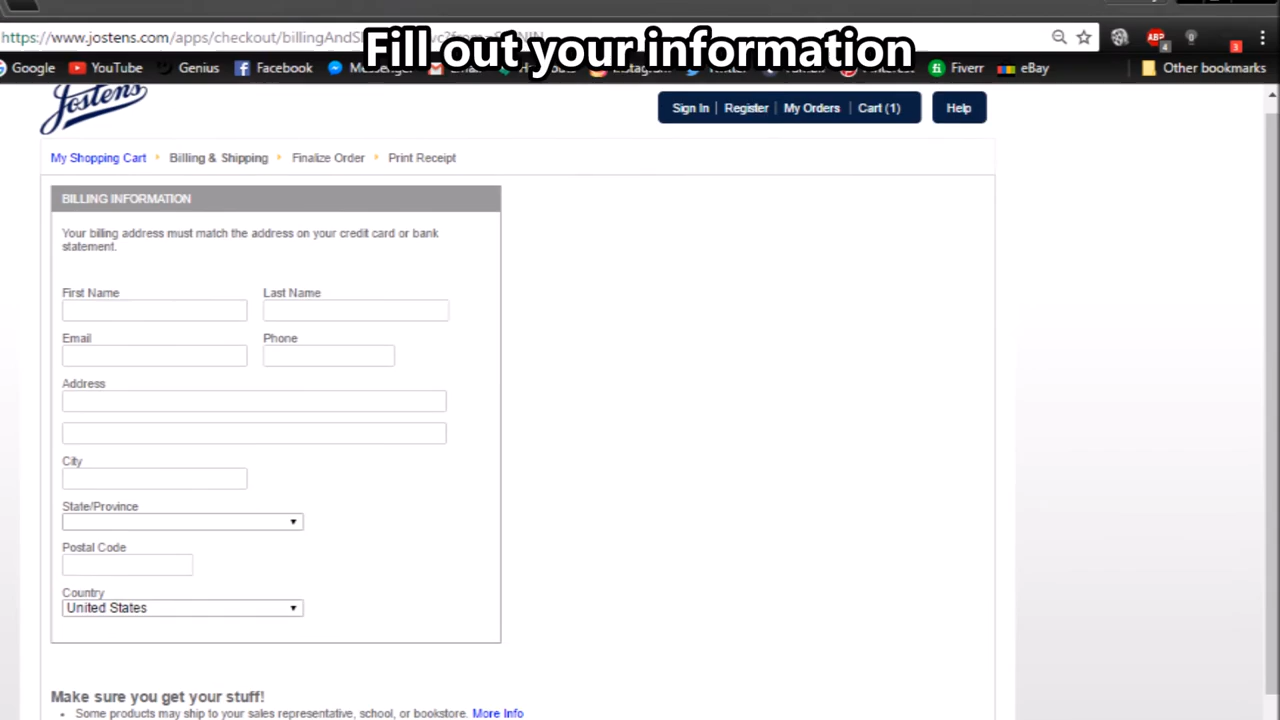 Fill out your information
https://www.jostens.com/apps/checkout/billingAndS
ABP
4
3
Google YouTube Genius Facebook Fiverr eBay Other bookmarks
Jostens
Sign In | Register | My Orders | Cart (1) Help
My Shopping Cart Billing & Shipping Finalize Order Print Receipt
BILLING INFORMATION
Your billing address must match the address on your credit card or bank
statement.
First Name Last Name
Email Phone
Address
City
State/Province
Postal Code
Country
United States
Make sure you get your stuff!
• Some products may ship to your sales representative, school, or bookstore. More Info